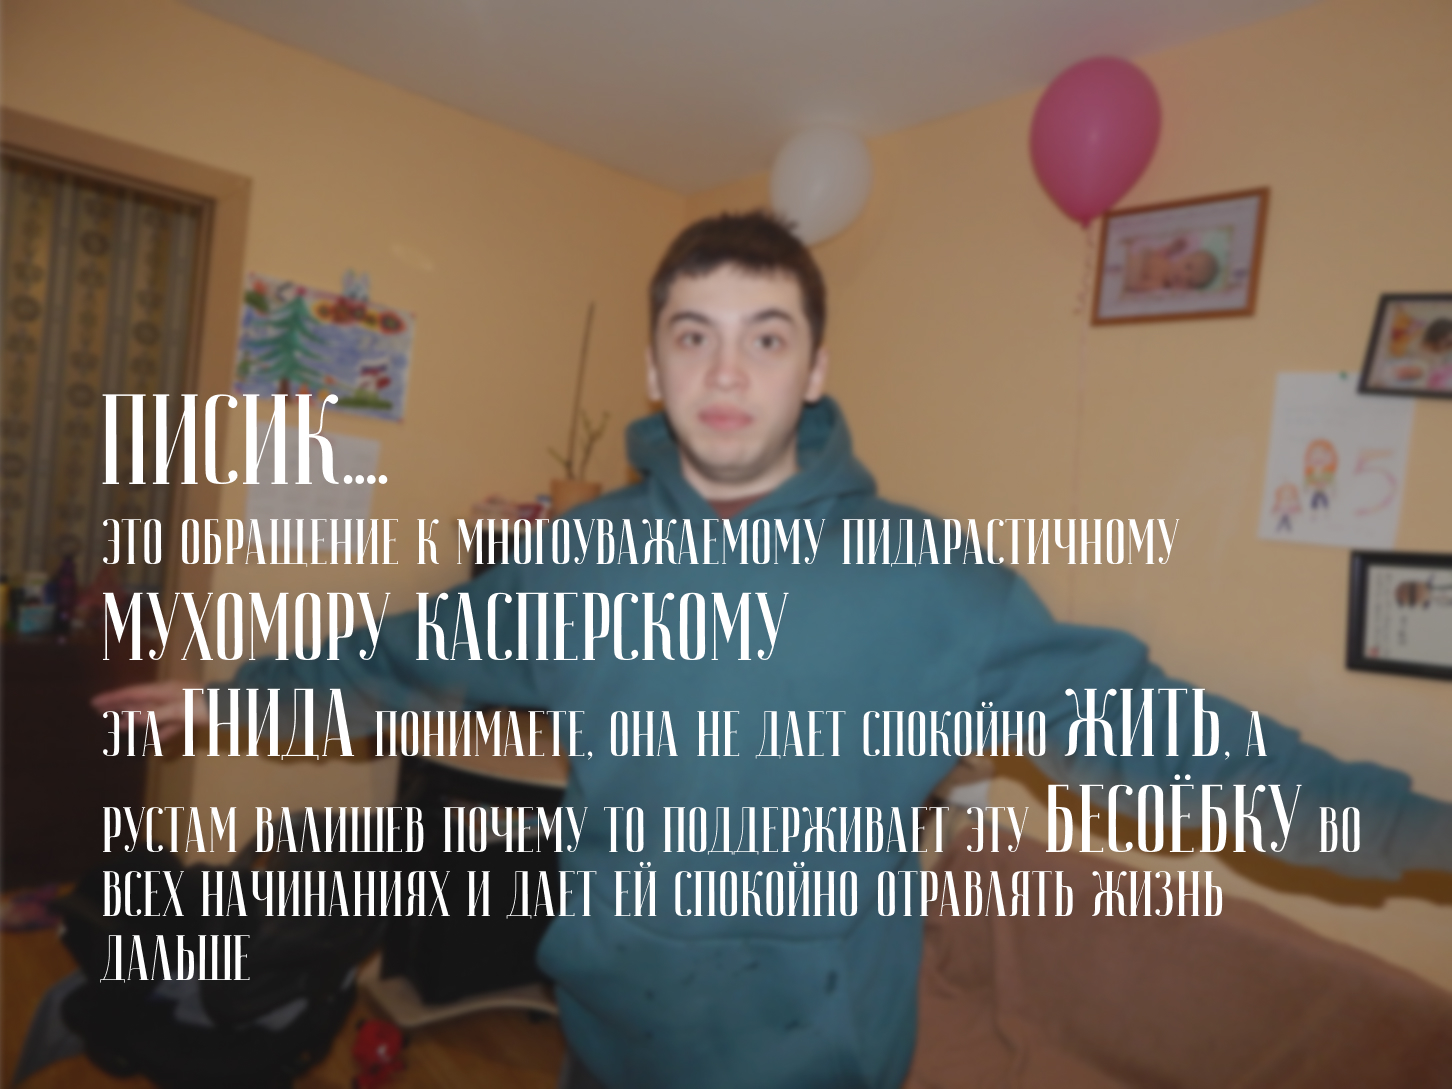 ПИСИК....
ЭТО ОБРАЩЕНИЕ К МНОГОУВАЖАЕМОМУ ПИДАРАСТИЧНОМУ
МУХОМОРУ КАСПЕРСКОМУ
ЭТА ГНИДА ПОНИМАЕТЕ, ОНА НЕ ДАЕТ СПОКОЙНО ЖИТЬ, А
РУСТАМ ВАЛИШЕВ ПОЧЕМУ ТО ПОДДЕРЖИВАЕТ ЭТУ БЕСОЁБКУ ВО
ВСЕХ НАЧИНАНИЯХ И ДАЕТ ЕЙ СПОКОЙНО ОТРАВЛЯТЬ ЖИЗНЬ
ДАЛЬШЕ
5